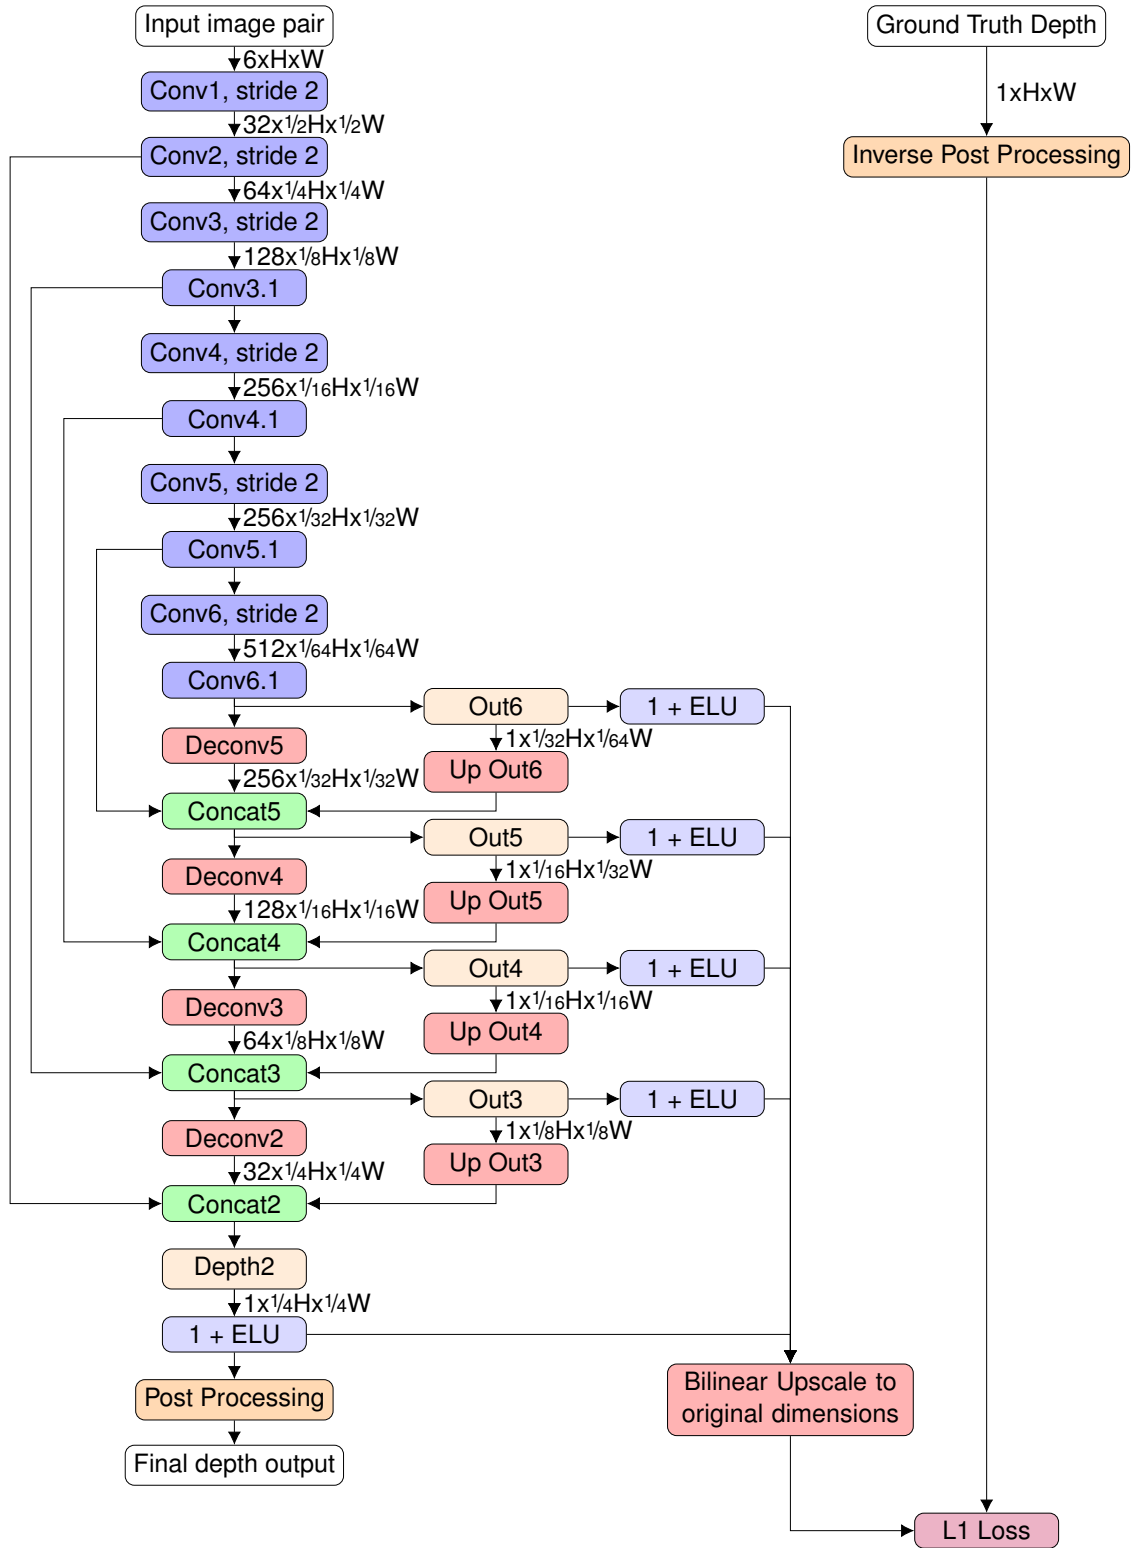 Input image pair
Ground Truth Depth
6xHxW
Conv1, stride 2
1xHxW
32x1/2Hx1/2W
Conv2, stride 2
Inverse Post Processing
64x1/4Hx1/4W
Conv3, stride 2
128x1/8Hx1/8W
Conv3.1
Conv4, stride 2
256x1/16Hx1/16W
Conv4.1
Conv5, stride 2
256x1/32Hx1/32W
Conv5.1
Conv6, stride 2
512x1/64Hx1/64W
Conv6.1
Out6
1 + ELU
Deconv5
1x1/32Hx1/64W
256x1/32Hx1/32W
Up Out6
Concat5
Out5
1 + ELU
Deconv4
1x1/16Hx1/32W
128x1/16Hx1/16W
Up Out5
Concat4
Out4
1 + ELU
Deconv3
1x1/16Hx1/16W
64x1/8Hx1/8W
Up Out4
Concat3
Out3
1 + ELU
Deconv2
1x1/8Hx1/8W
32x1/4Hx1/4W
Up Out3
Concat2
Depth2
1x1/4Hx1/4W
1 + ELU
Post Processing
Bilinear Upscale to
original dimensions
Final depth output
L1 Loss